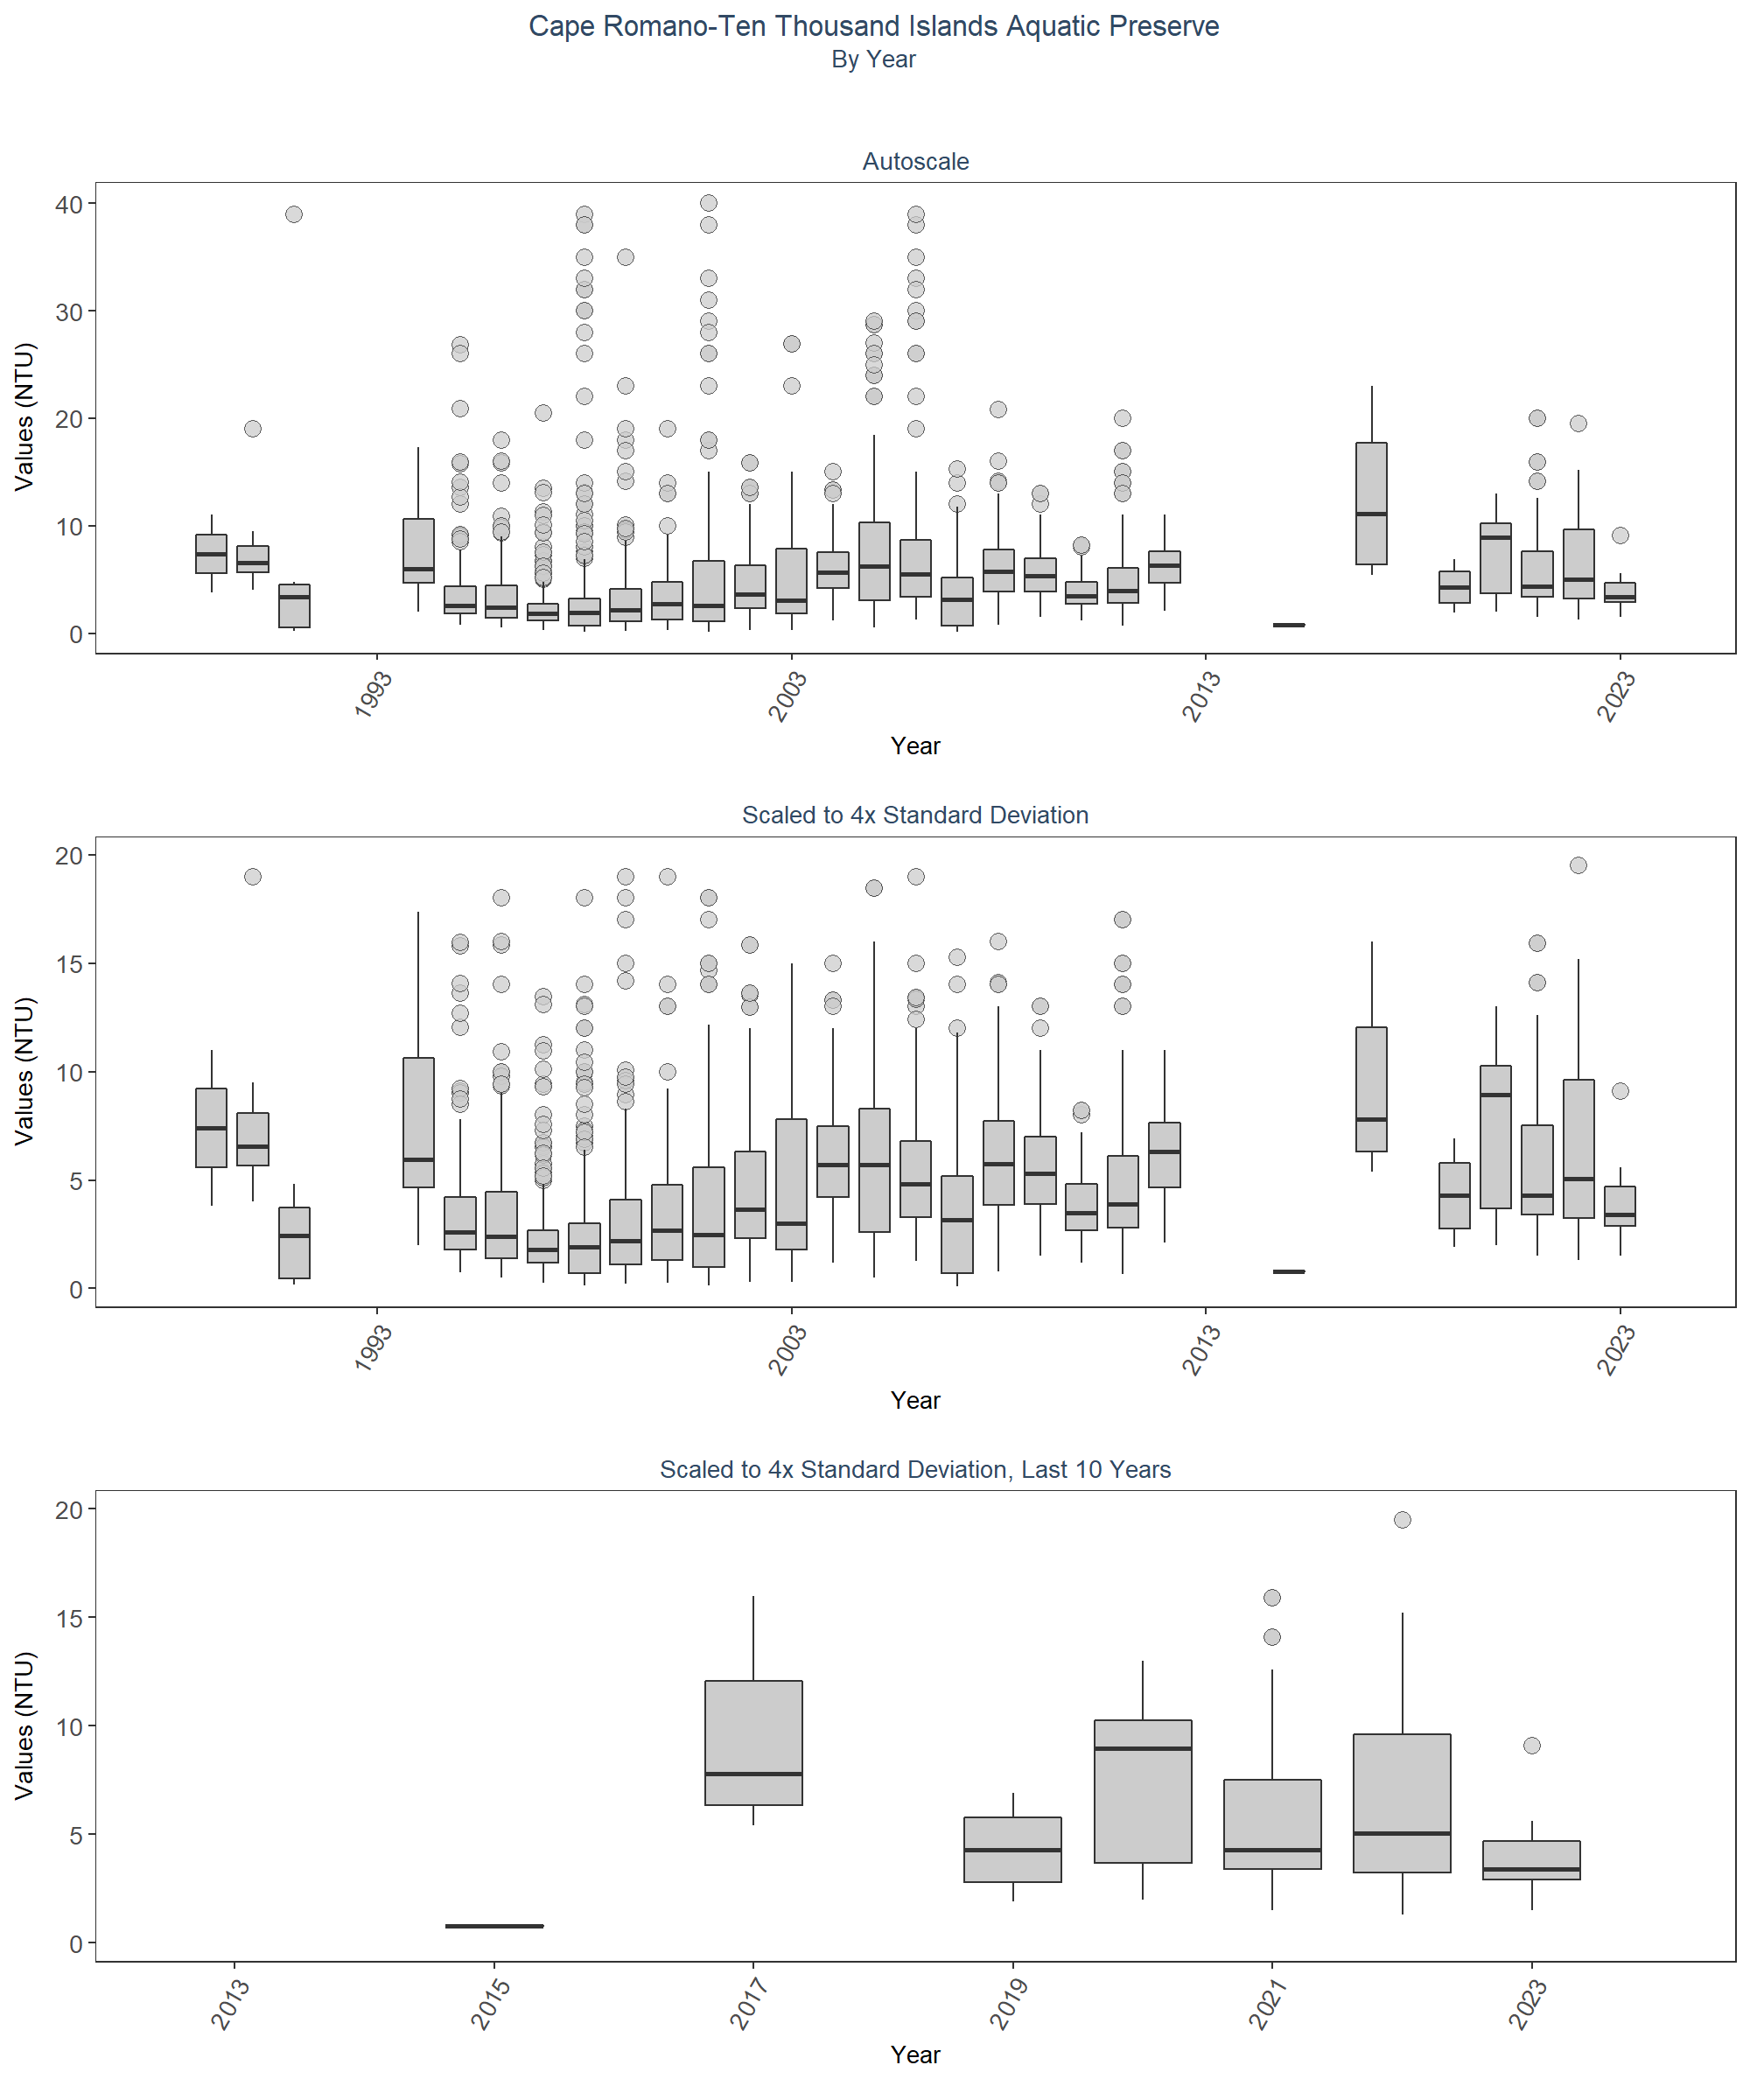 Cape Romano-Ten Thousand Islands Aquatic Preserve
By Year
Autoscale
Values (NTU)
40
30
20
10
0
1993
2003
2013
2023
Year
Scaled to 4x Standard Deviation
Values (NTU)
20
15
10
5
0
1993
2003
2013
2023
Year
Scaled to 4x Standard Deviation, Last 10 Years
Values (NTU)
20
15
10
5
0
2013
2015
2017
2019
2021
2023
Year